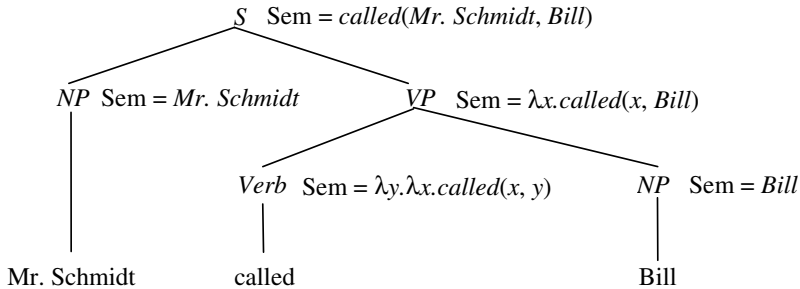 S Sem = called(Mr. Schmidt, Bill)
NP Sem = Mr. Schmidt VP Sem = λx.called(x, Bill)
Verb Sem = λy.λx.called(x, y) NP Sem = Bill
Mr. Schmidt called Bill